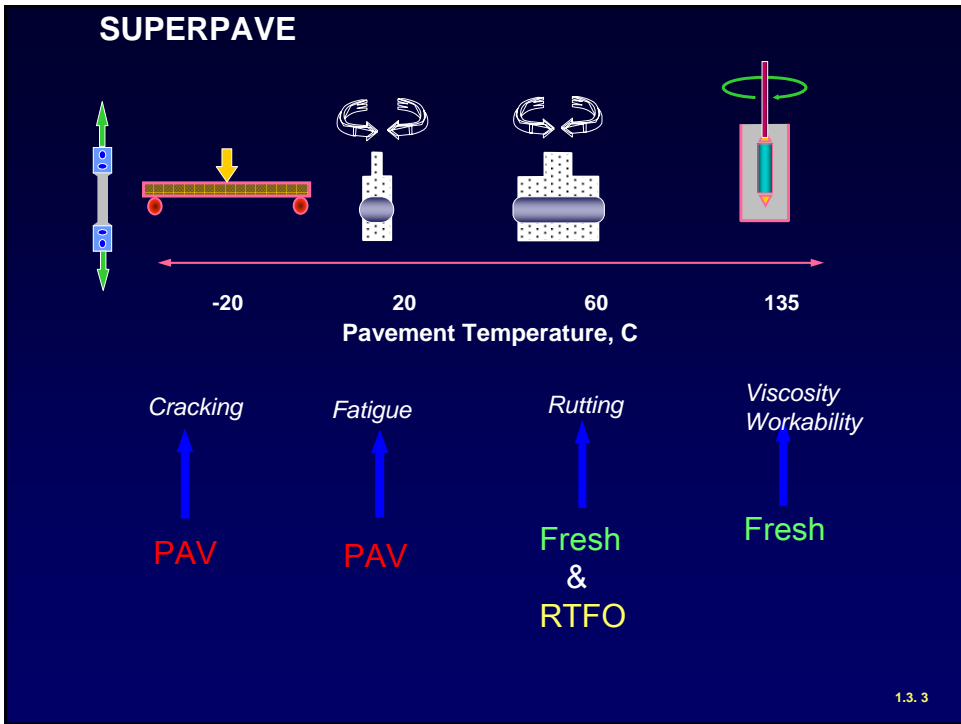 SUPERPAVE
-20 20 60 135
Pavement Temperature, C
Cracking Fatigue Rutting Viscosity
Workability
PAV PAV Fresh Fresh
&
RTFO
1.3. 3